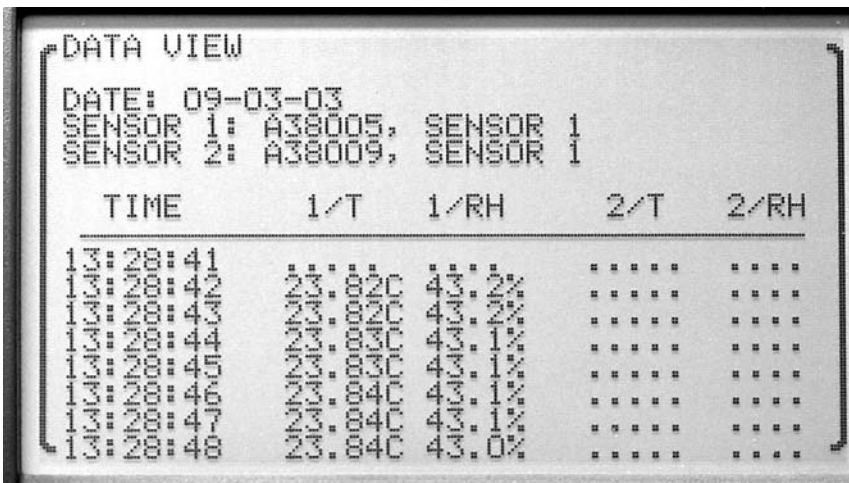 DATA VIEW
DATE: 09-03-03
SENSOR 1: A38005, SENSOR 1
SENSOR 2: A38009, SENSOR 1
TIME 1/T 1/RH 2/T 2/RH
13:28:41 ..... .... ..... ....
13:28:42 23.82C 43.2% ..... ....
13:28:43 23.82C 43.2% ..... ....
13:28:44 23.83C 43.1% ..... ....
13:28:45 23.83C 43.1% ..... ....
13:28:46 23.84C 43.1% ..... ....
13:28:47 23.84C 43.1% ..... ....
13:28:48 23.84C 43.0% ..... ....